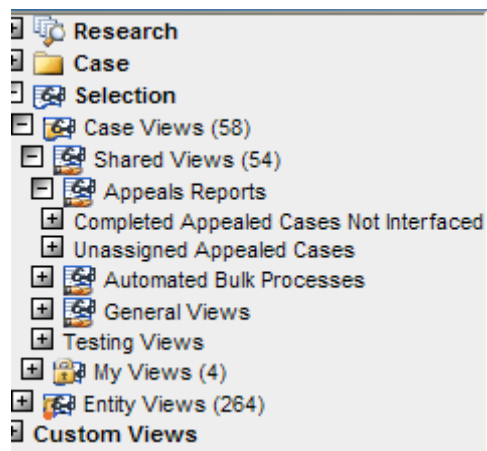 Research
Case
Selection
Case Views (58)
Shared Views (54)
Appeals Reports
Completed Appealed Cases Not Interfaced
Unassigned Appealed Cases
Automated Bulk Processes
General Views
Testing Views
My Views (4)
Entity Views (264)
Custom Views